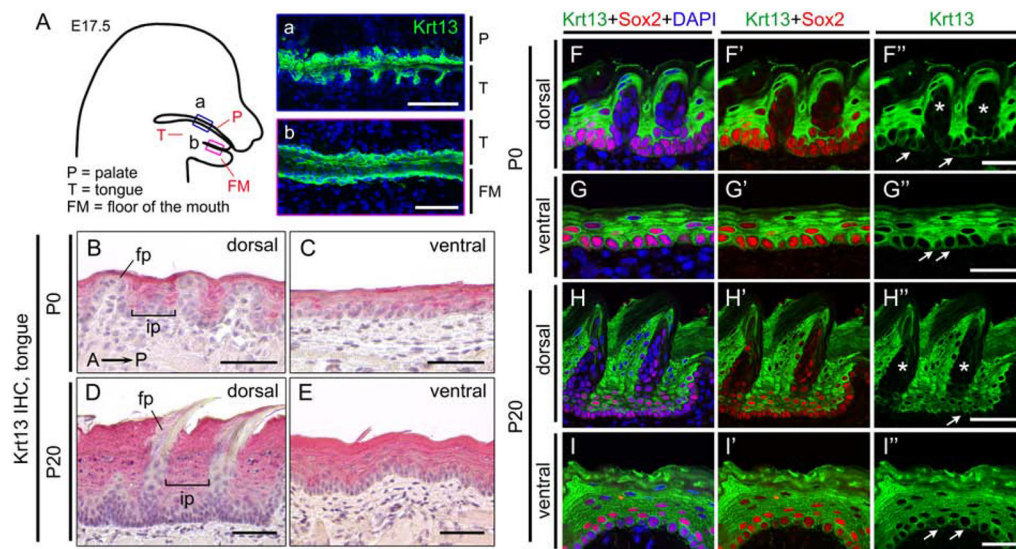 A
E17.5
a
P
T
b
FM
P = palate
T = tongue
FM = floor of the mouth
a
Krt13
P
T
b
T
FM
Krt13 IHC, tongue
P0
B
fp
dorsal
ip
A → P
C
ventral
P20
D
fp
dorsal
ip
E
ventral
Krt13+Sox2+DAPI
Krt13+Sox2
Krt13
P0
dorsal
F
F'
F''
*
*
ventral
G
G'
G''
P20
dorsal
H
H'
H''
*
*
ventral
I
I'
I''